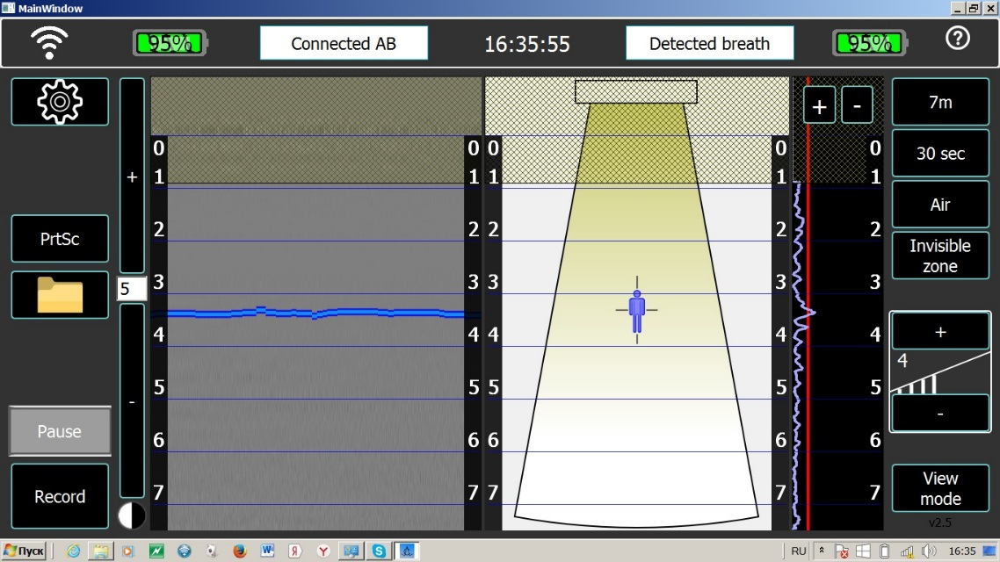 MainWindow
95%
Connected AB
16:35:55
Detected breath
95%
?
PrtSc
Pause
Record
+
5
-
0 0 0 0 0
1 1 1 1 1
2 2 2 2 2
3 3 3 3 3
4 4 4 4 4
5 5 5 5 5
6 6 6 6 6
7 7 7 7 7
+ -
7m
30 sec
Air
Invisible
zone
+
4
-
View
mode
v2.5
Пуск
W
Я
Y
S
RU
16:35